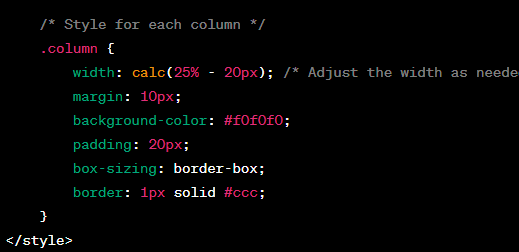 /* Style for each column */
.column {
width: calc(25% - 20px); /* Adjust the width as neede
margin: 10px;
background-color: #f0f0f0;
padding: 20px;
box-sizing: border-box;
border: 1px solid #ccc;
}
</style>